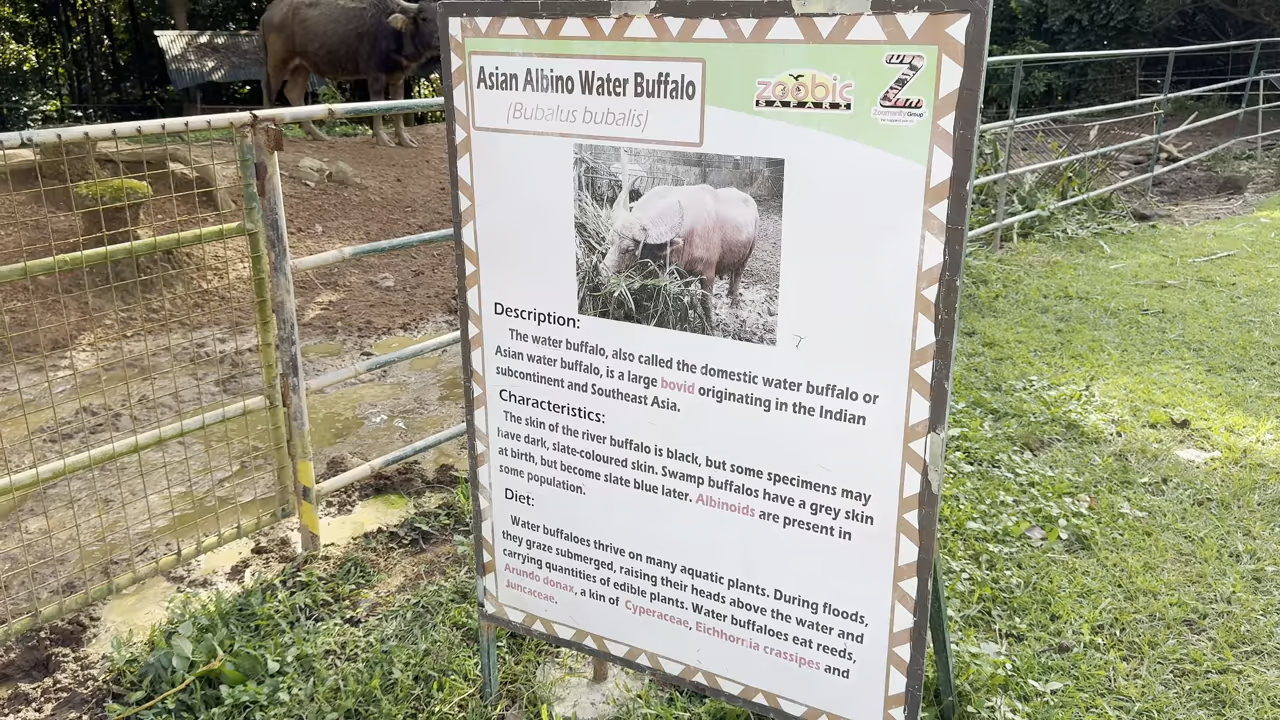 Asian Albino Water Buffalo
(Bubalus bubalis)
zoobic
SAFARI
Zoomanity Group
Description:
The water buffalo, also called the domestic water buffalo or
Asian water buffalo, is a large bovid originating in the Indian
subcontinent and Southeast Asia.
Characteristics:
The skin of the river buffalo is black, but some specimens may
have dark, slate-coloured skin. Swamp buffalos have a grey skin
at birth, but become slate blue later. Albinoids are present in
some population.
Diet:
Water buffaloes thrive on many aquatic plants. During floods,
they graze submerged, raising their heads above the water and
carrying quantities of edible plants. Water buffaloes eat reeds,
Arundo donax, a kin of Cyperaceae, Eichhornia crassipes and
Juncaceae.